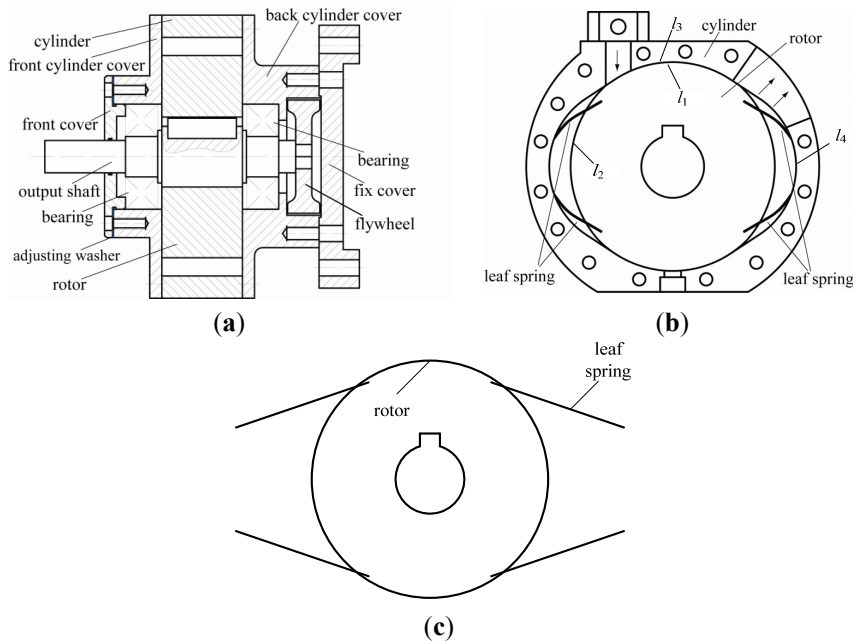 cylinder
front cylinder cover
front cover
output shaft
bearing
adjusting washer
rotor
back cylinder cover
bearing
fix cover
flywheel
(a)
l3
cylinder
rotor
l1
l4
l2
leaf spring
leaf spring
(b)
leaf
spring
rotor
(c)